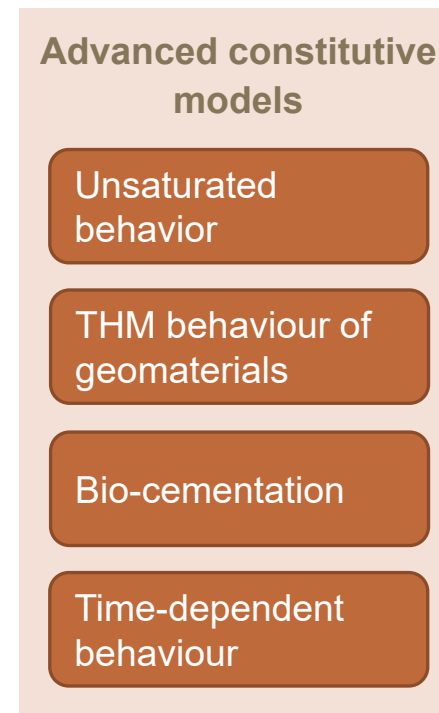 Advanced constitutive
models
Unsaturated
behavior
THM behaviour of
geomaterials
Bio-cementation
Time-dependent
behaviour